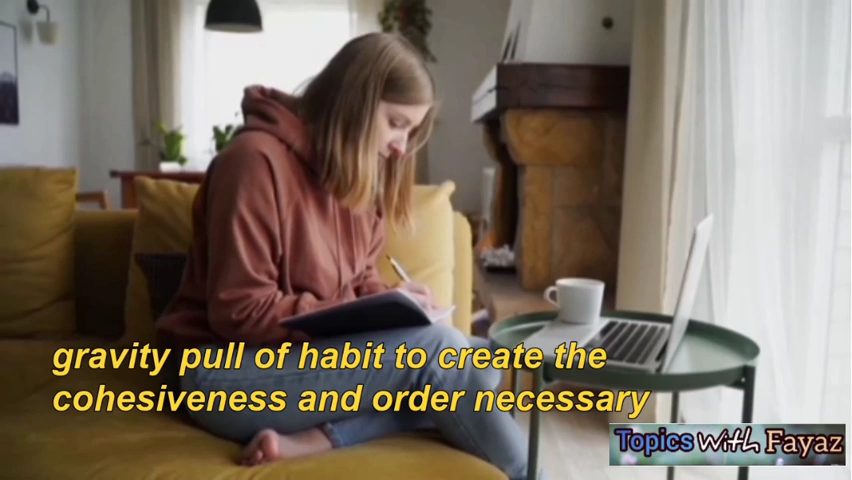 gravity pull of habit to create the
cohesiveness and order necessary
Topics With Fayaz